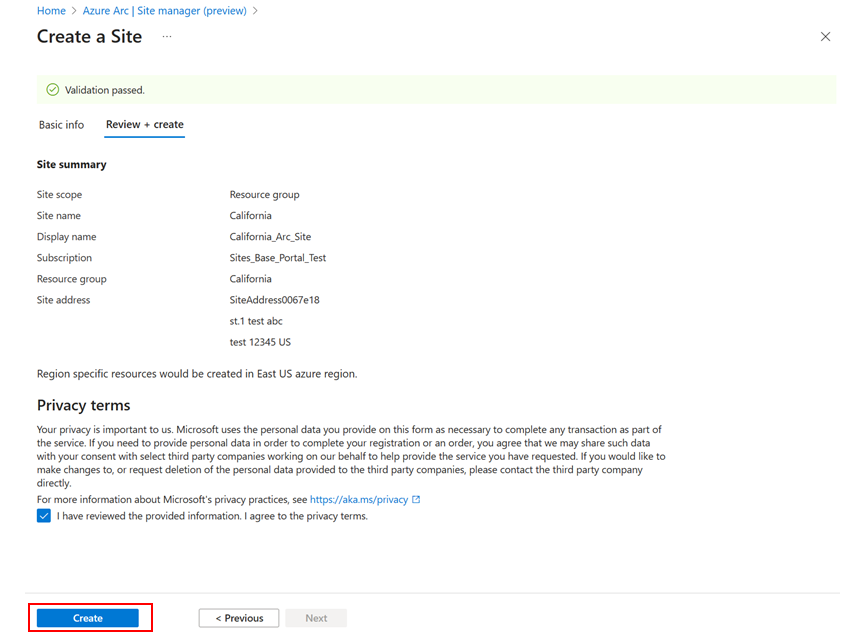 Home > Azure Arc | Site manager (preview) >
Create a Site ...
Validation passed.
Basic info Review + create
Site summary
Site scope Resource group
Site name California
Display name California_Arc_Site
Subscription Sites_Base_Portal_Test
Resource group California
Site address SiteAddress0067e18
st.1 test abc
test 12345 US
Region specific resources would be created in East US azure region.
Privacy terms
Your privacy is important to us. Microsoft uses the personal data you provide on this form as necessary to complete any transaction as part of
the service. If you need to provide personal data in order to complete your registration or an order, you agree that we may share such data
with your consent with select third party companies working on our behalf to help provide the service you have requested. If you would like to
make changes to, or request deletion of the personal data provided to the third party companies, please contact the third party company
directly.
For more information about Microsoft's privacy practices, see https://aka.ms/privacy
I have reviewed the provided information. I agree to the privacy terms.
Create < Previous Next